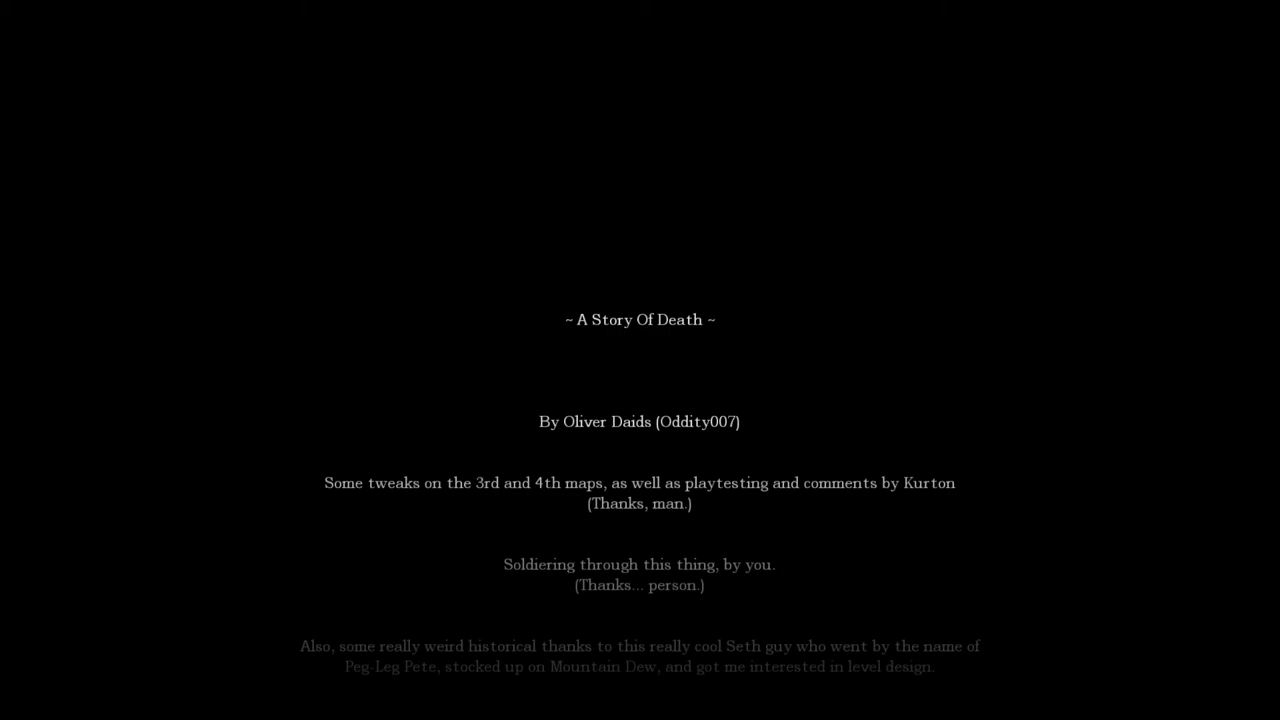 ~ A Story Of Death ~
By Oliver Daids (Oddity007)
Some tweaks on the 3rd and 4th maps, as well as playtesting and comments by Kurton
(Thanks, man.)
Soldiering through this thing, by you.
(Thanks... person.)
Also, some really weird historical thanks to this really cool Seth guy who went by the name of
Peg-Leg Pete, stocked up on Mountain Dew, and got me interested in level design.